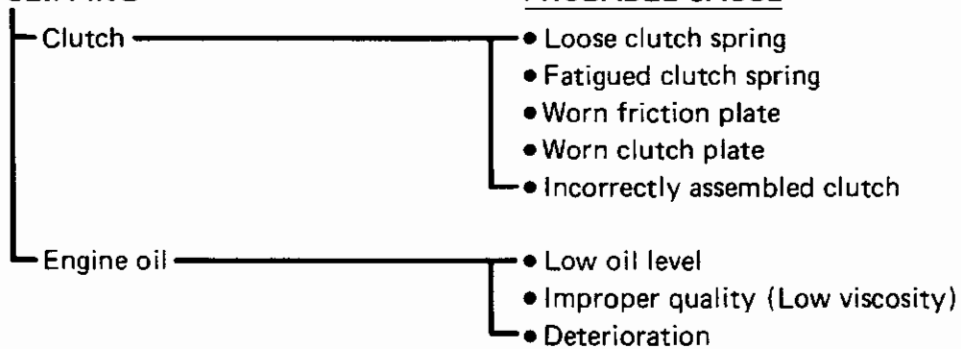 Clutch
• Loose clutch spring
• Fatigued clutch spring
• Worn friction plate
• Worn clutch plate
• Incorrectly assembled clutch
Engine oil
• Low oil level
• Improper quality (Low viscosity)
• Deterioration